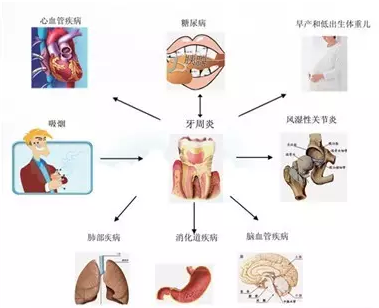 心血管疾病
糖尿病
早产和低出生体重儿
吸烟
牙周炎
风湿性关节炎
肺部疾病
消化道疾病
脑血管疾病